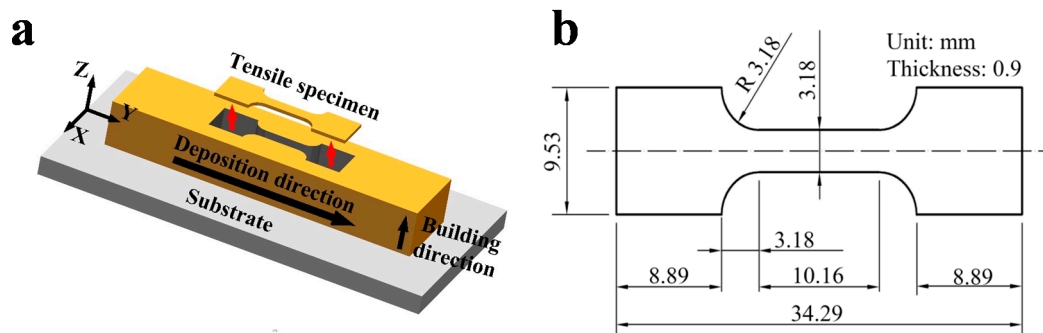 a
Z
Y
X
Tensile specimen
Deposition direction
Substrate
Building
direction
b
Unit: mm
Thickness: 0.9
R 3.18
3.18
9.53
3.18
8.89
10.16
8.89
34.29